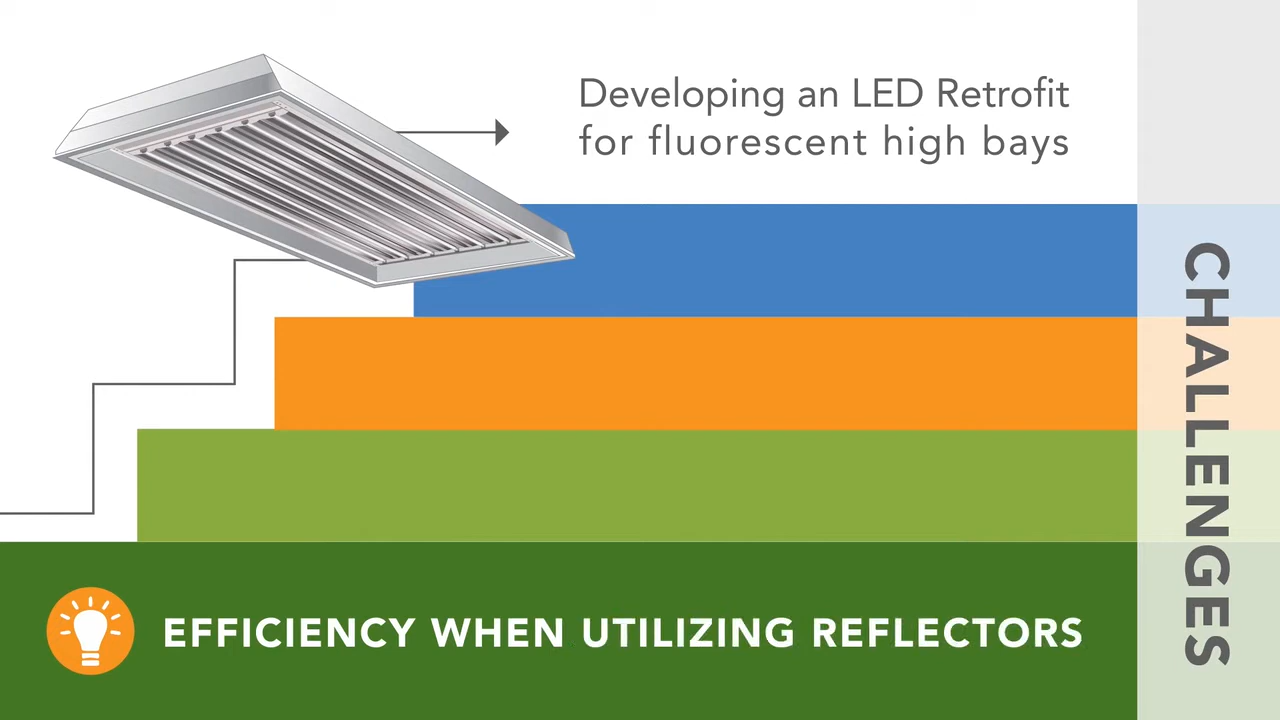 Developing an LED Retrofit
for fluorescent high bays
CHALLENGES
EFFICIENCY WHEN UTILIZING REFLECTORS